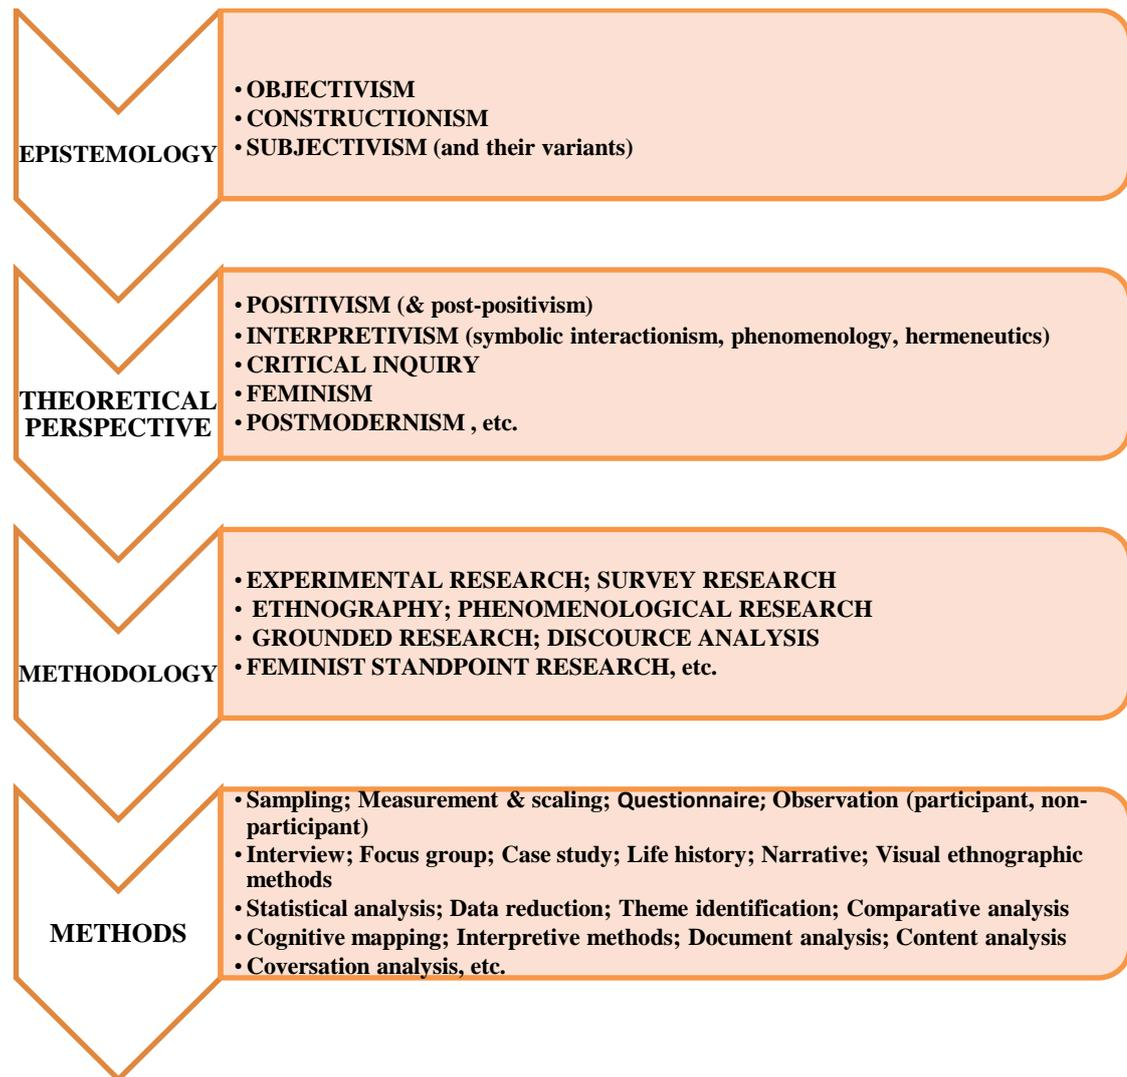 EPISTEMOLOGY
• OBJECTIVISM
• CONSTRUCTIONISM
• SUBJECTIVISM (and their variants)
THEORETICAL
PERSPECTIVE
• POSITIVISM (& post-positivism)
• INTERPRETIVISM (symbolic interactionism, phenomenology, hermeneutics)
• CRITICAL INQUIRY
• FEMINISM
• POSTMODERNISM , etc.
METHODOLOGY
• EXPERIMENTAL RESEARCH; SURVEY RESEARCH
• ETHNOGRAPHY; PHENOMENOLOGICAL RESEARCH
• GROUNDED RESEARCH; DISCOURCE ANALYSIS
• FEMINIST STANDPOINT RESEARCH, etc.
METHODS
• Sampling; Measurement & scaling; Questionnaire; Observation (participant, non-
participant)
• Interview; Focus group; Case study; Life history; Narrative; Visual ethnographic
methods
• Statistical analysis; Data reduction; Theme identification; Comparative analysis
• Cognitive mapping; Interpretive methods; Document analysis; Content analysis
• Coversation analysis, etc.